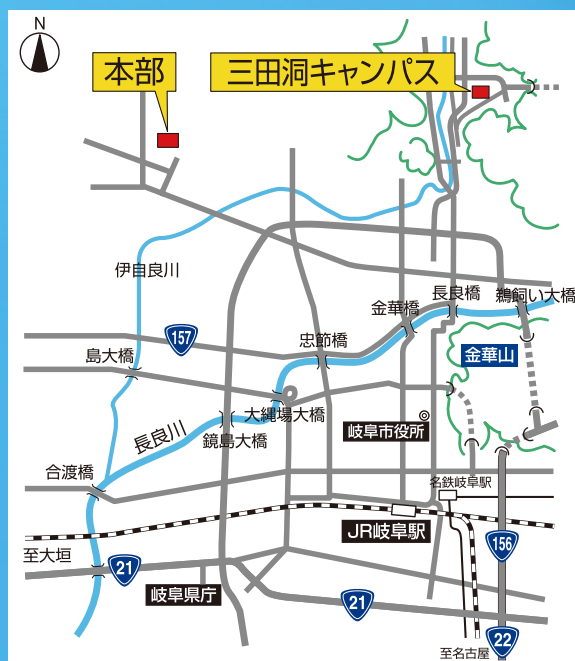 N
本部
三田洞キャンパス
伊自良川
長良橋
鵜飼い大橋
金華橋
157
忠節橋
金華山
島大橋
大縄場大橋
長良川
鏡島大橋
岐阜市役所
合渡橋
名鉄岐阜駅
JR岐阜駅
至大垣
156
21
岐阜県庁
21
22
至名古屋